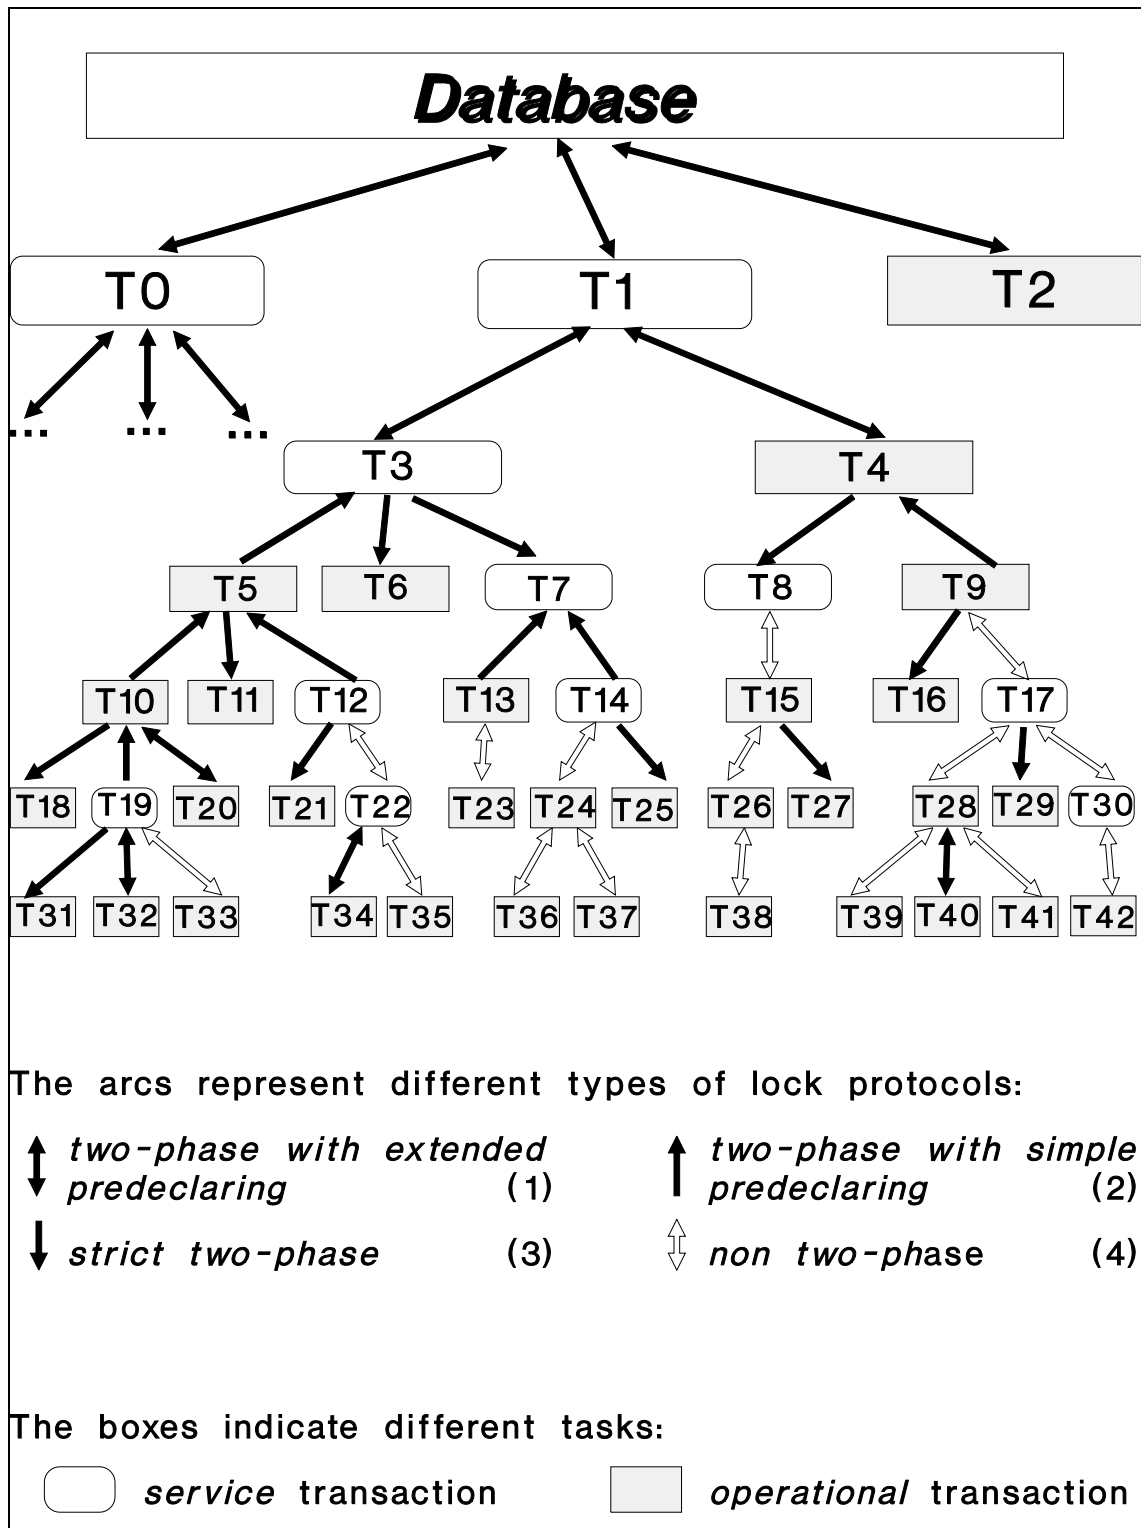 Database
T0 T1 T2
... ... ...
T3 T4
T5 T6 T7 T8 T9
T10 T11 T12 T13 T14 T15 T16 T17
T18 T19 T20 T21 T22 T23 T24 T25 T26 T27 T28 T29 T30
T31 T32 T33 T34 T35 T36 T37 T38 T39 T40 T41 T42
The arcs represent different types of lock protocols:
two-phase with extended predeclaring (1)
two-phase with simple predeclaring (2)
strict two-phase (3)
non two-phase (4)
The boxes indicate different tasks:
service transaction
operational transaction